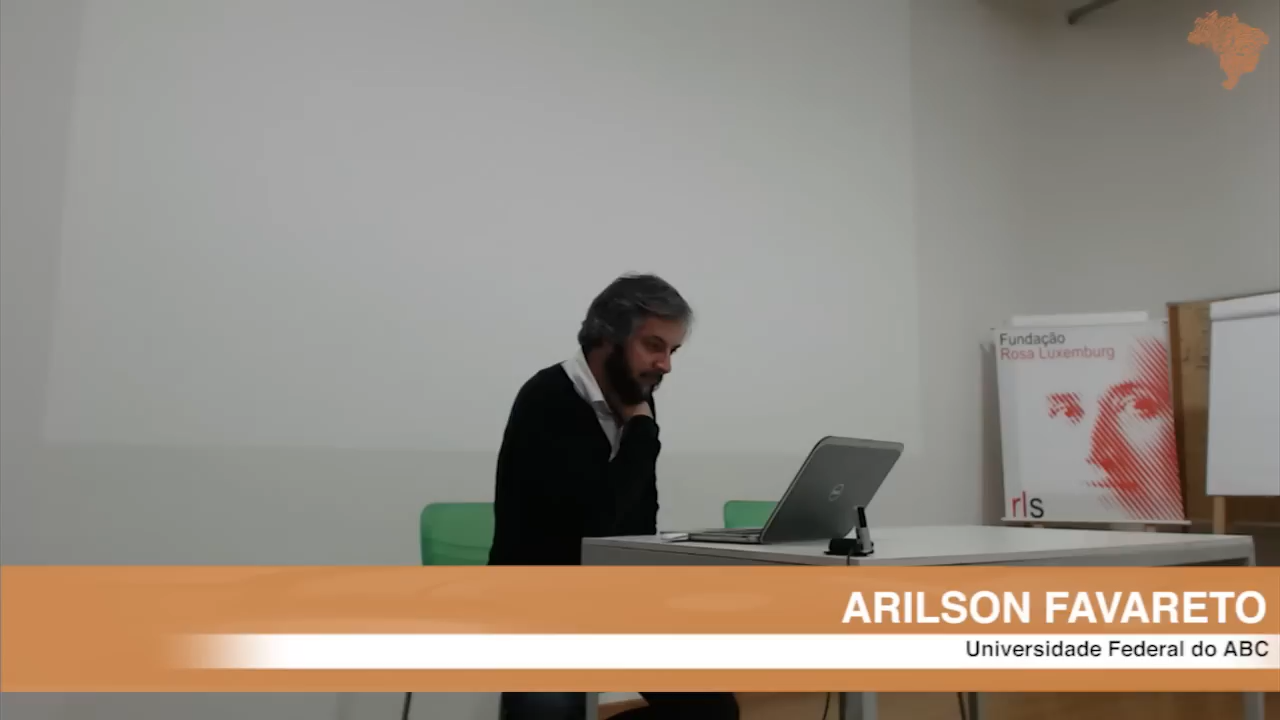 Fundação
Rosa Luxemburg
rls
ARILSON FAVARETO
Universidade Federal do ABC